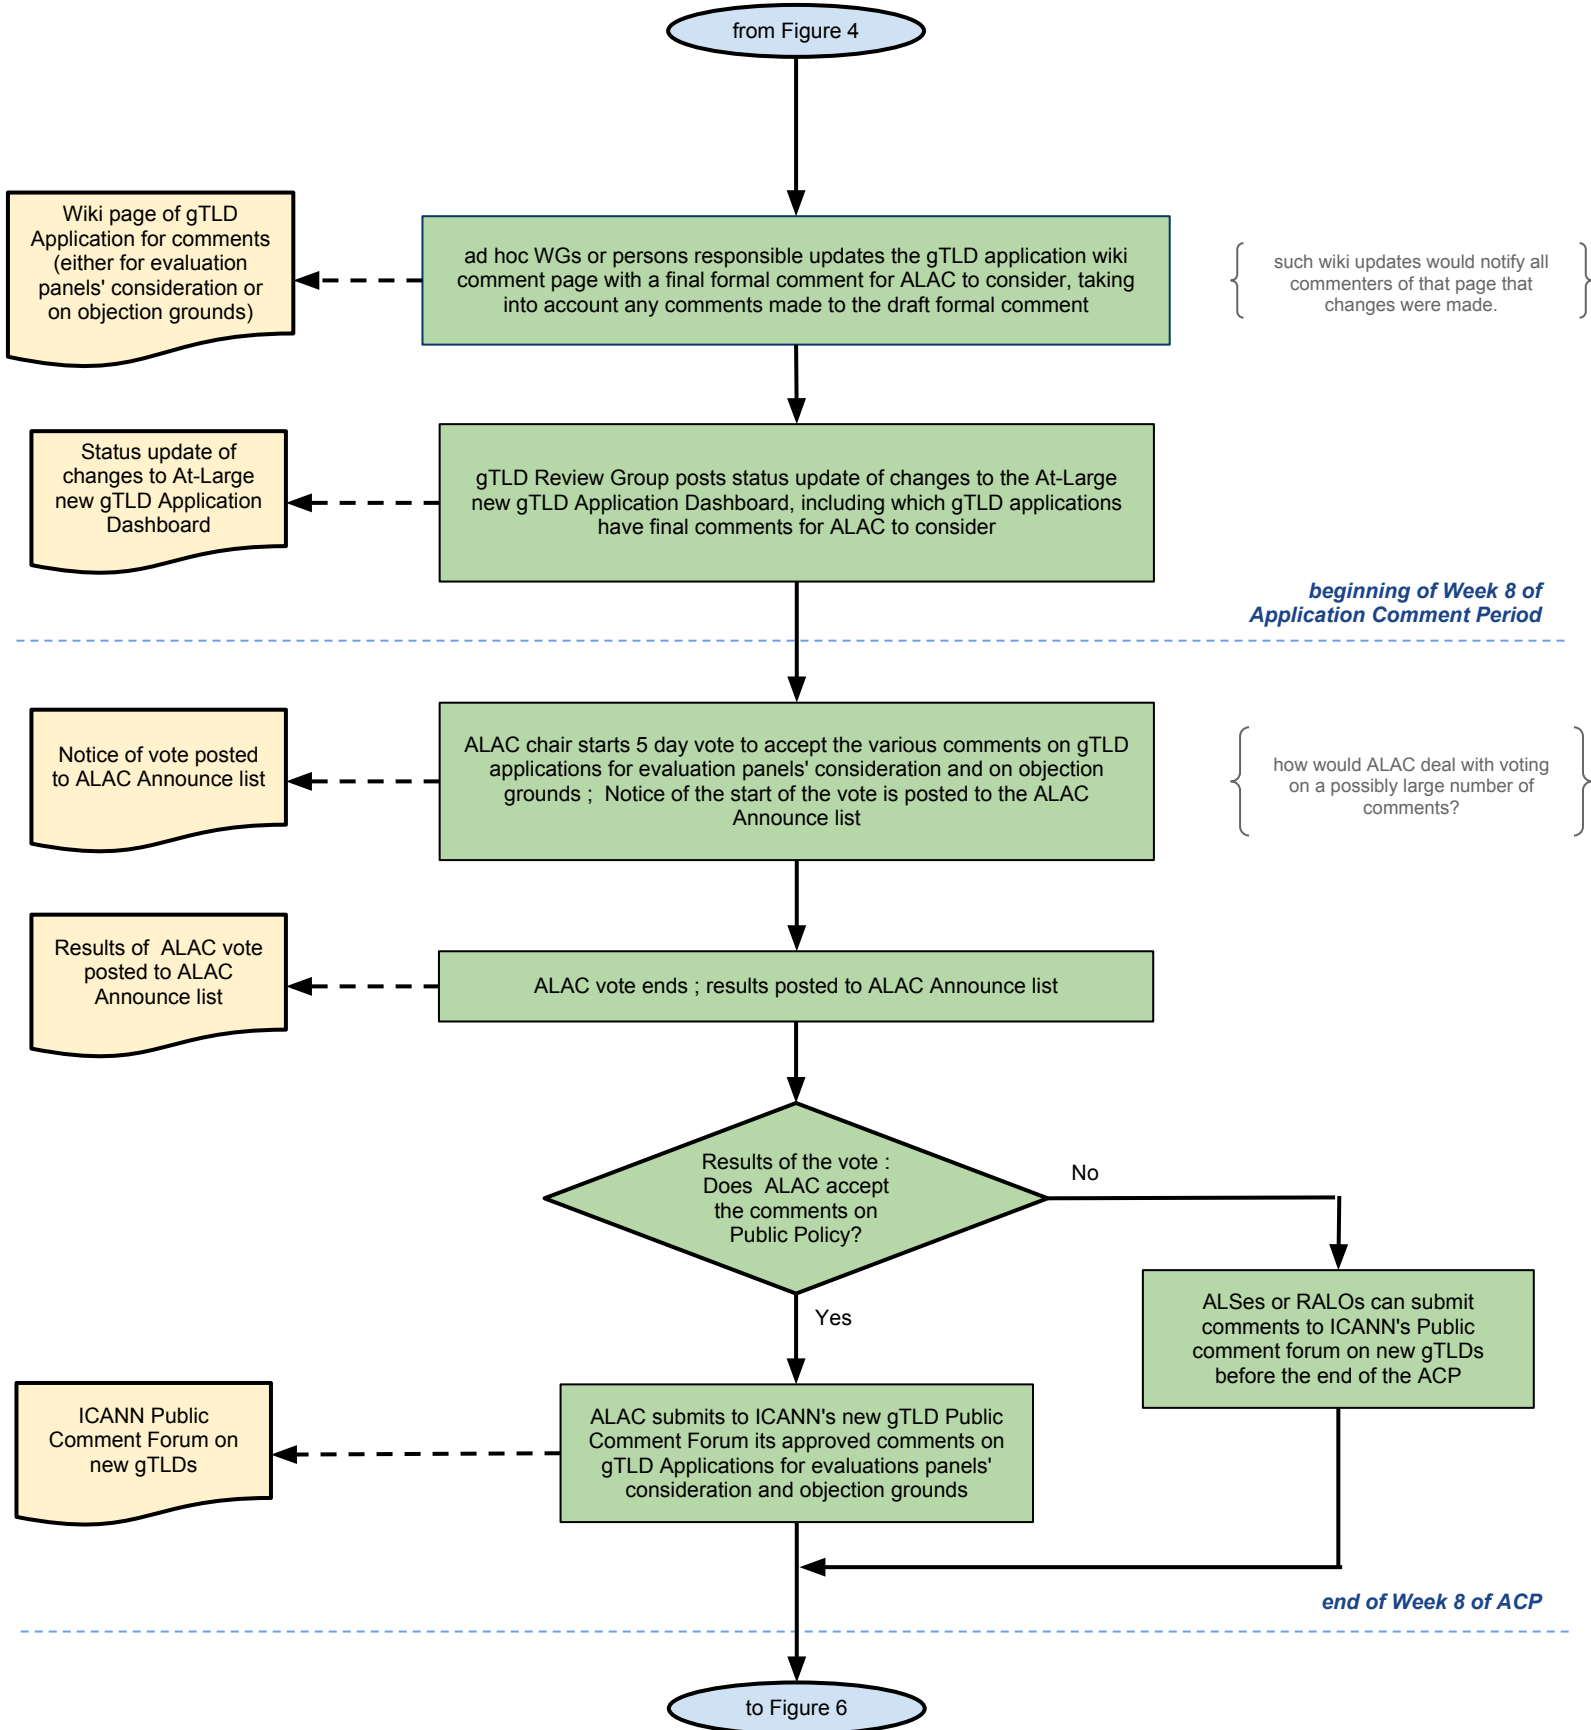 from Figure 4
Wiki page of gTLD
Application for comments
(either for evaluation
panels' consideration or
on objection grounds)
ad hoc WGs or persons responsible updates the gTLD application wiki
comment page with a final formal comment for ALAC to consider, taking
into account any comments made to the draft formal comment
such wiki updates would notify all
commenters of that page that
changes were made.
Status update of
changes to At-Large
new gTLD Application
Dashboard
gTLD Review Group posts status update of changes to the At-Large
new gTLD Application Dashboard, including which gTLD applications
have final comments for ALAC to consider
beginning of Week 8 of
Application Comment Period
Notice of vote posted
to ALAC Announce list
ALAC chair starts 5 day vote to accept the various comments on gTLD
applications for evaluation panels' consideration and on objection
grounds ; Notice of the start of the vote is posted to the ALAC
Announce list
how would ALAC deal with voting
on a possibly large number of
comments?
Results of ALAC vote
posted to ALAC
Announce list
ALAC vote ends ; results posted to ALAC Announce list
Results of the vote :
Does ALAC accept
the comments on
Public Policy?
No
Yes
ALSes or RALOs can submit
comments to ICANN's Public
comment forum on new gTLDs
before the end of the ACP
ICANN Public
Comment Forum on
new gTLDs
ALAC submits to ICANN's new gTLD Public
Comment Forum its approved comments on
gTLD Applications for evaluations panels'
consideration and objection grounds
end of Week 8 of ACP
to Figure 6